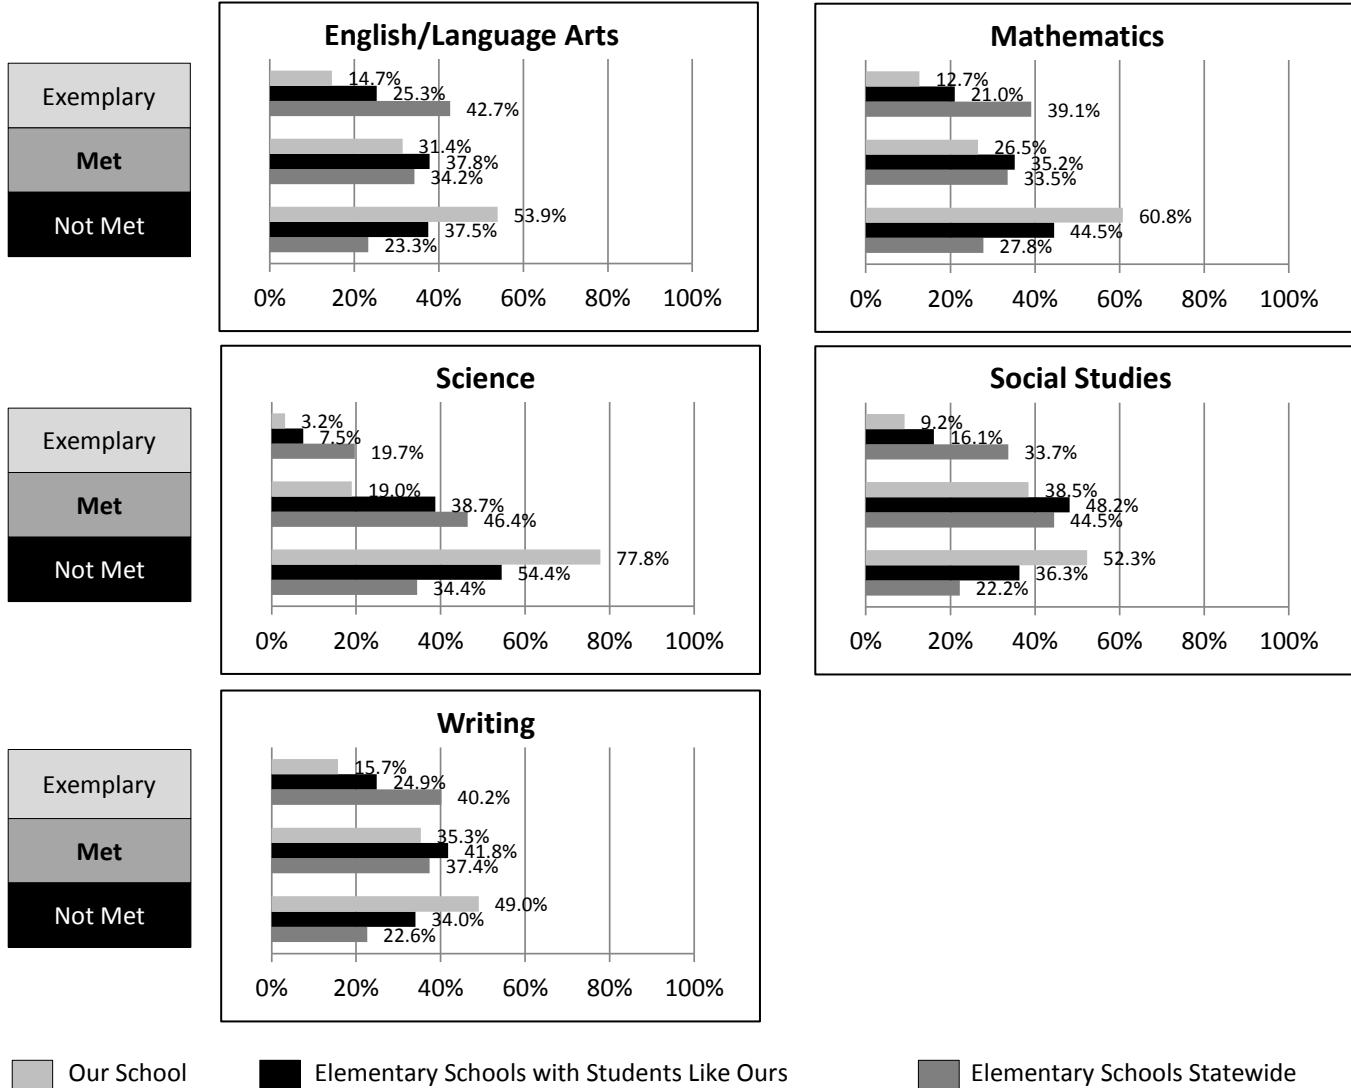 English/Language Arts
Exemplary
Met
Not Met
14.7%
25.3%
42.7%
31.4%
37.8%
34.2%
53.9%
37.5%
23.3%
0% 20% 40% 60% 80% 100%
Mathematics
12.7%
21.0%
39.1%
26.5%
35.2%
33.5%
60.8%
44.5%
27.8%
0% 20% 40% 60% 80% 100%
Science
Exemplary
Met
Not Met
3.2%
7.5%
19.7%
19.0%
38.7%
46.4%
77.8%
54.4%
34.4%
0% 20% 40% 60% 80% 100%
Social Studies
9.2%
16.1%
33.7%
38.5%
48.2%
44.5%
52.3%
36.3%
22.2%
0% 20% 40% 60% 80% 100%
Writing
Exemplary
Met
Not Met
15.7%
24.9%
40.2%
35.3%
41.8%
37.4%
49.0%
34.0%
22.6%
0% 20% 40% 60% 80% 100%
Our School Elementary Schools with Students Like Ours Elementary Schools Statewide